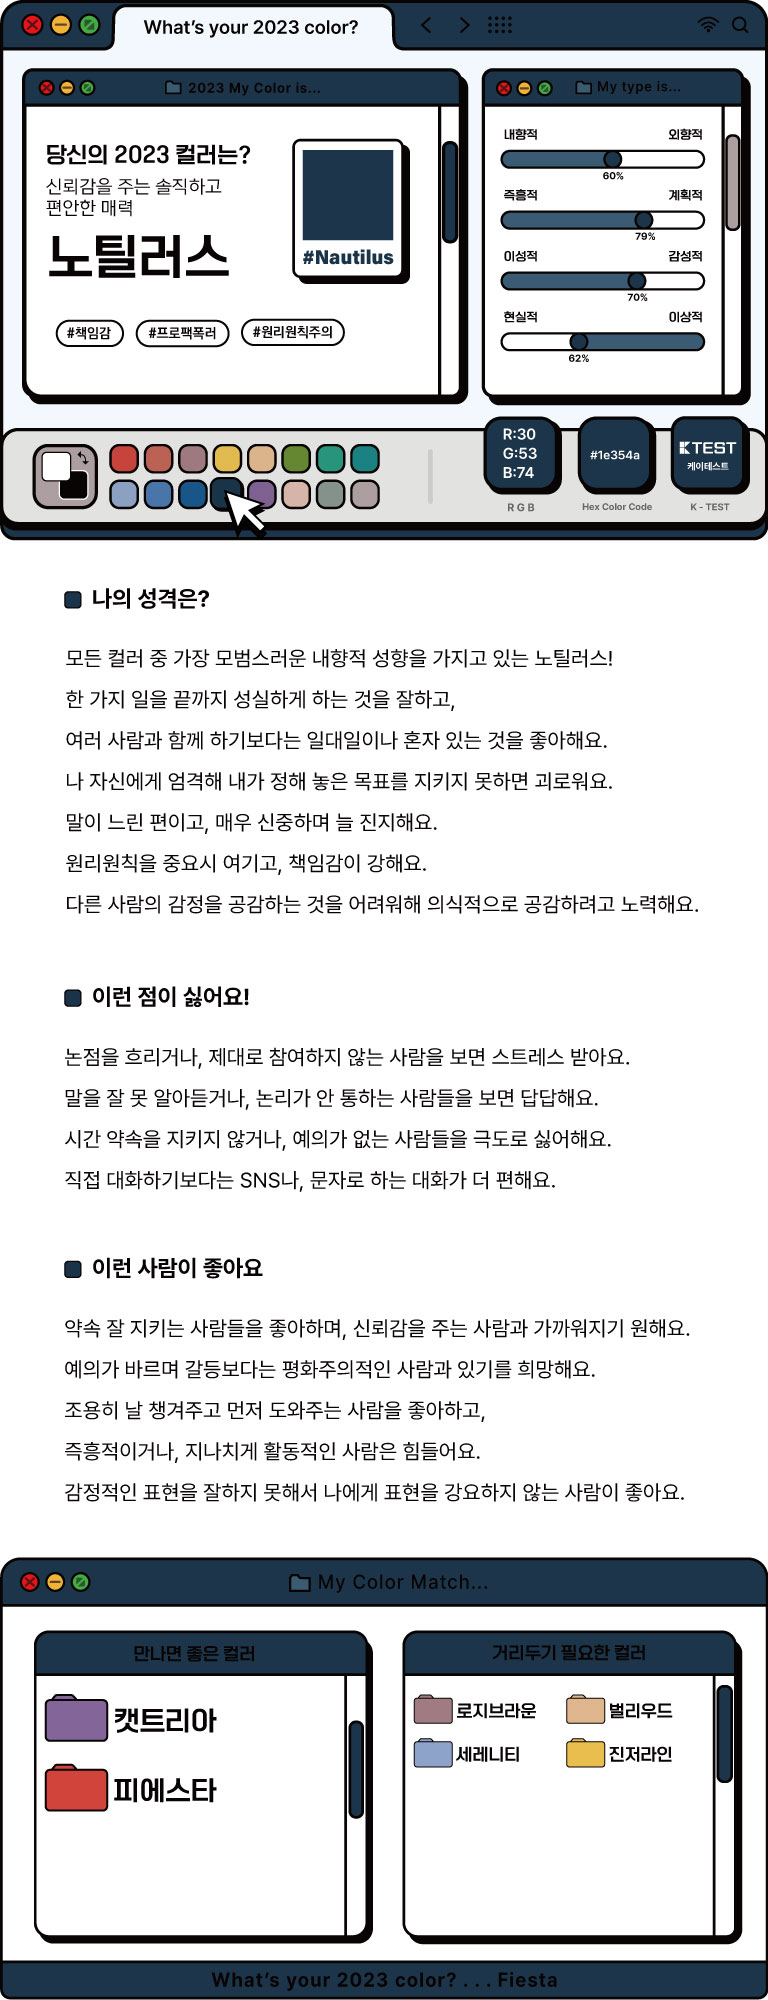 What's your 2023 color?
2023 My Color is...
당신의 2023 컬러는?
신뢰감을 주는 솔직하고
편안한 매력
노틸러스
#Nautilus
#책임감 #프로팩폭러 #원리원칙주의
My type is...
내향적 외향적
60%
즉흥적 계획적
79%
이성적 감성적
70%
현실적 이상적
62%
R:30
G:53
B:74
RGB
#1e354a
Hex Color Code
KTEST
케이테스트
K - TEST
나의 성격은?
모든 컬러 중 가장 모범스러운 내향적 성향을 가지고 있는 노틸러스!
한 가지 일을 끝까지 성실하게 하는 것을 잘하고,
여러 사람과 함께 하기보다는 일대일이나 혼자 있는 것을 좋아해요.
나 자신에게 엄격해 내가 정해 놓은 목표를 지키지 못하면 괴로워요.
말이 느린 편이고, 매우 신중하며 늘 진지해요.
원리원칙을 중요시 여기고, 책임감이 강해요.
다른 사람의 감정을 공감하는 것을 어려워해 의식적으로 공감하려고 노력해요.
이런 점이 싫어요!
논점을 흐리거나, 제대로 참여하지 않는 사람을 보면 스트레스 받아요.
말을 잘 못 알아듣거나, 논리가 안 통하는 사람들을 보면 답답해요.
시간 약속을 지키지 않거나, 예의가 없는 사람들을 극도로 싫어해요.
직접 대화하기보다는 SNS나, 문자로 하는 대화가 더 편해요.
이런 사람이 좋아요
약속 잘 지키는 사람들을 좋아하며, 신뢰감을 주는 사람과 가까워지기 원해요.
예의가 바르며 갈등보다는 평화주의적인 사람과 있기를 희망해요.
조용히 날 챙겨주고 먼저 도와주는 사람을 좋아하고,
즉흥적이거나, 지나치게 활동적인 사람은 힘들어요.
감정적인 표현을 잘하지 못해서 나에게 표현을 강요하지 않는 사람이 좋아요.
My Color Match...
만나면 좋은 컬러
캣트리아
피에스타
거리두기 필요한 컬러
로지브라운 벌리우드
세레니티 진저라인
What's your 2023 color? . . . Fiesta